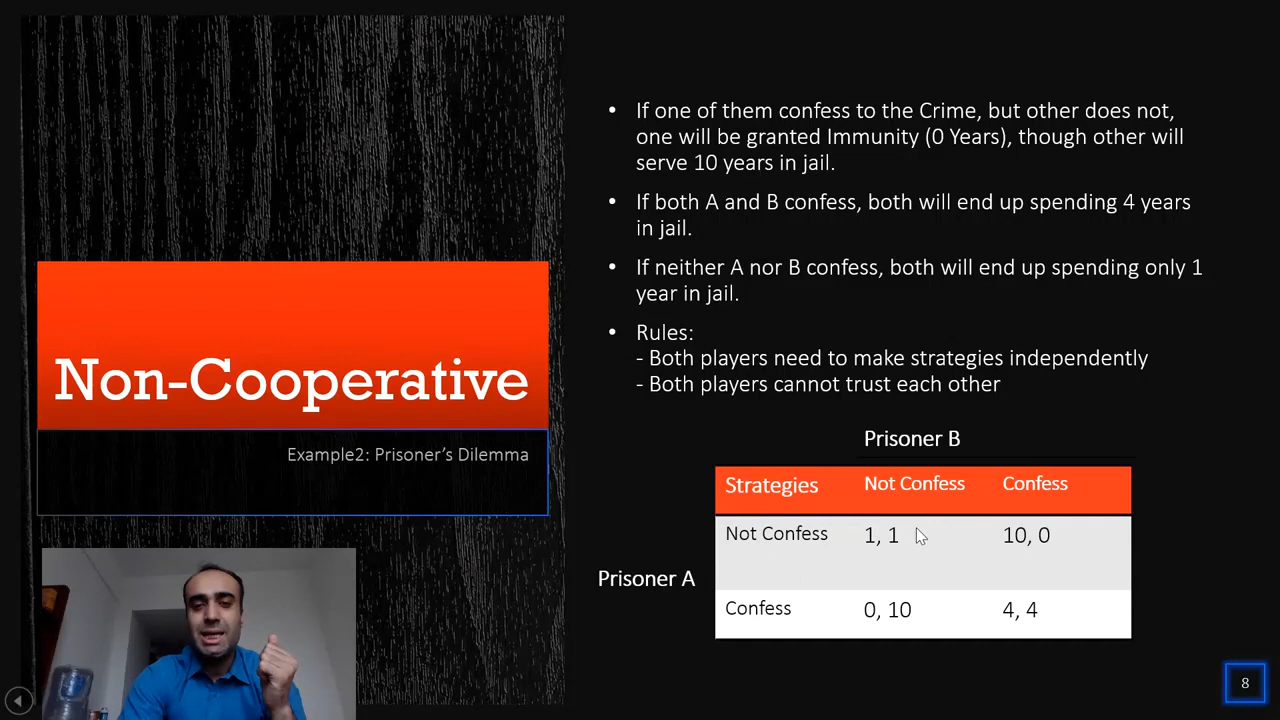 Non-Cooperative
Example2: Prisoner's Dilemma
• If one of them confess to the Crime, but other does not,
one will be granted Immunity (0 Years), though other will
serve 10 years in jail.
• If both A and B confess, both will end up spending 4 years
in jail.
• If neither A nor B confess, both will end up spending only 1
year in jail.
• Rules:
- Both players need to make strategies independently
- Both players cannot trust each other
Prisoner B
Strategies Not Confess Confess
Not Confess 1, 1 10, 0
Prisoner A
Confess 0, 10 4, 4
8